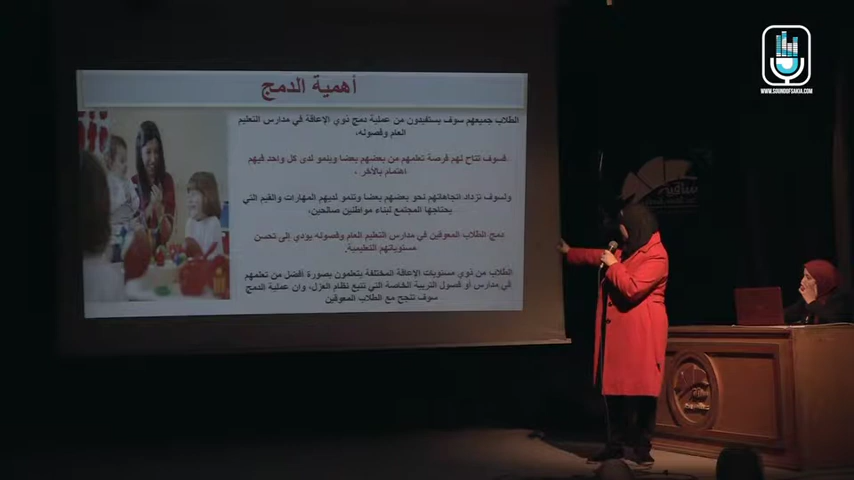 WWW.SOUNDOFSAKIA.COM
أهمية الدمج
الطلاب جميعهم سوف يستفيدون من عملية دمج ذوي الإعاقة في مدارس التعليم
العام وفصوله،
فسوف تتاح لهم فرصة تعلمهم من بعضهم بعضا وينمو لدى كل واحد فيهم
اهتمام بالآخر ،
ولسوف تزداد اتجاهاتهم نحو بعضهم بعضا وتنمو لديهم المهارات والقيم التي
يحتاجها المجتمع لبناء مواطنين صالحين،
دمج الطلاب المعوقين في مدارس التعليم العام وفصوله يؤدي إلى تحسن
مستوياتهم التعليمية.
الطلاب من ذوي مستويات الإعاقة المختلفة يتعلمون بصورة أفضل من تعلمهم
في مدارس أو فصول التربية الخاصة التي تتبع نظام العزل، وان عملية الدمج
سوف تنجح مع الطلاب المعوقين
ساقية